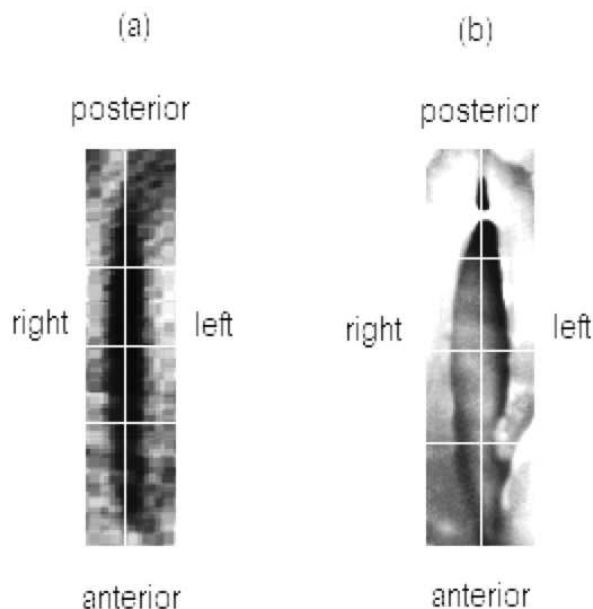 (a)
(b)
posterior
posterior
right
left
right
left
anterior
anterior